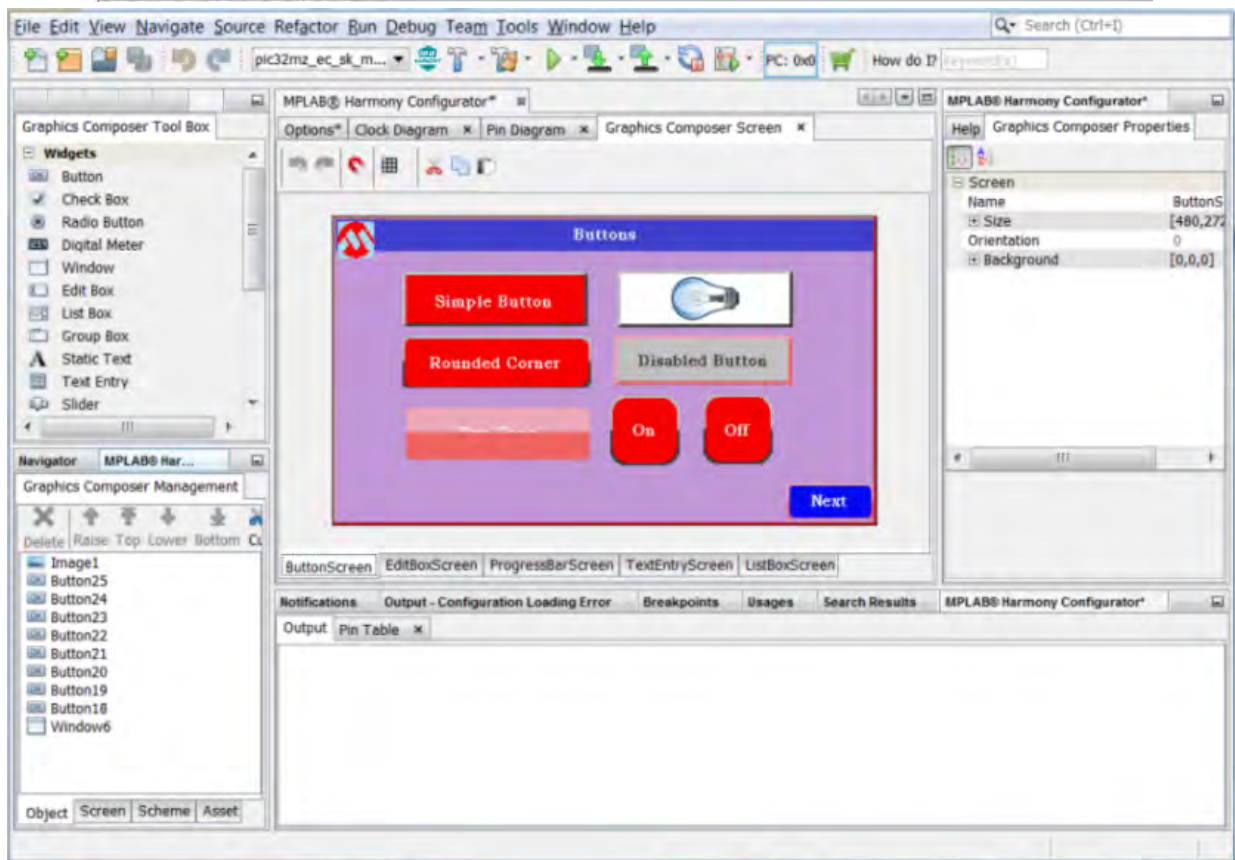 File Edit View Navigate Source Refactor Run Debug Team Tools Window Help
Search (Ctrl+I)
pic32mz_ec_sk_m...
PC: 0x0
How do I?
Graphics Composer Tool Box
Widgets
Button
Check Box
Radio Button
Digital Meter
Window
Edit Box
List Box
Group Box
Static Text
Text Entry
Slider
Navigator MPLAB® Har...
Graphics Composer Management
Delete Raise Top Lower Bottom Cu
Image1
Button25
Button24
Button23
Button22
Button21
Button20
Button19
Button18
Window6
Object Screen Scheme Asset
MPLAB® Harmony Configurator*
Options* Clock Diagram Pin Diagram Graphics Composer Screen
Buttons
Simple Button
Rounded Corner
Disabled Button
On
Off
Next
ButtonScreen EditBoxScreen ProgressBarScreen TextEntryScreen ListBoxScreen
MPLAB® Harmony Configurator*
Help Graphics Composer Properties
Screen
Name ButtonS
Size [480,272
Orientation 0
Background [0,0,0]
Notifications Output - Configuration Loading Error Breakpoints Usages Search Results MPLAB® Harmony Configurator*
Output Pin Table